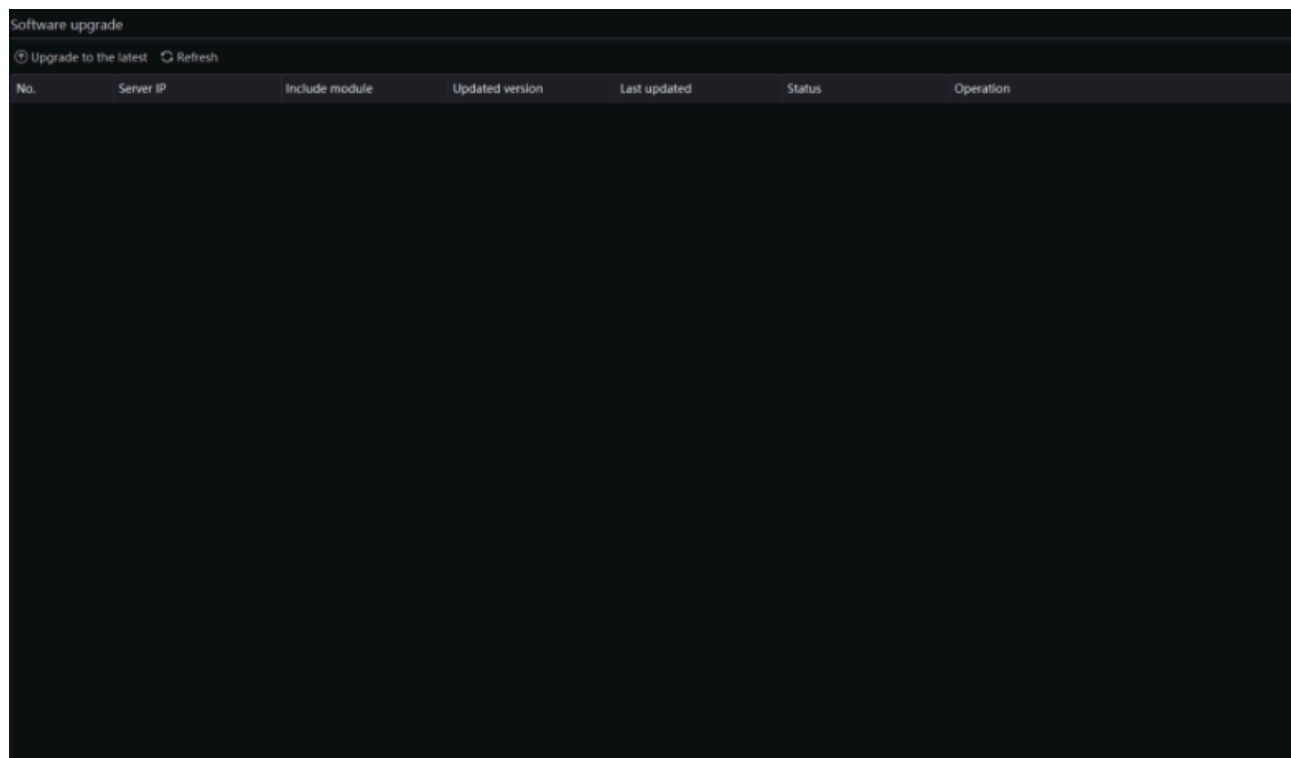 Software upgrade
Upgrade to the latest Refresh
No. Server IP Include module Updated version Last updated Status Operation